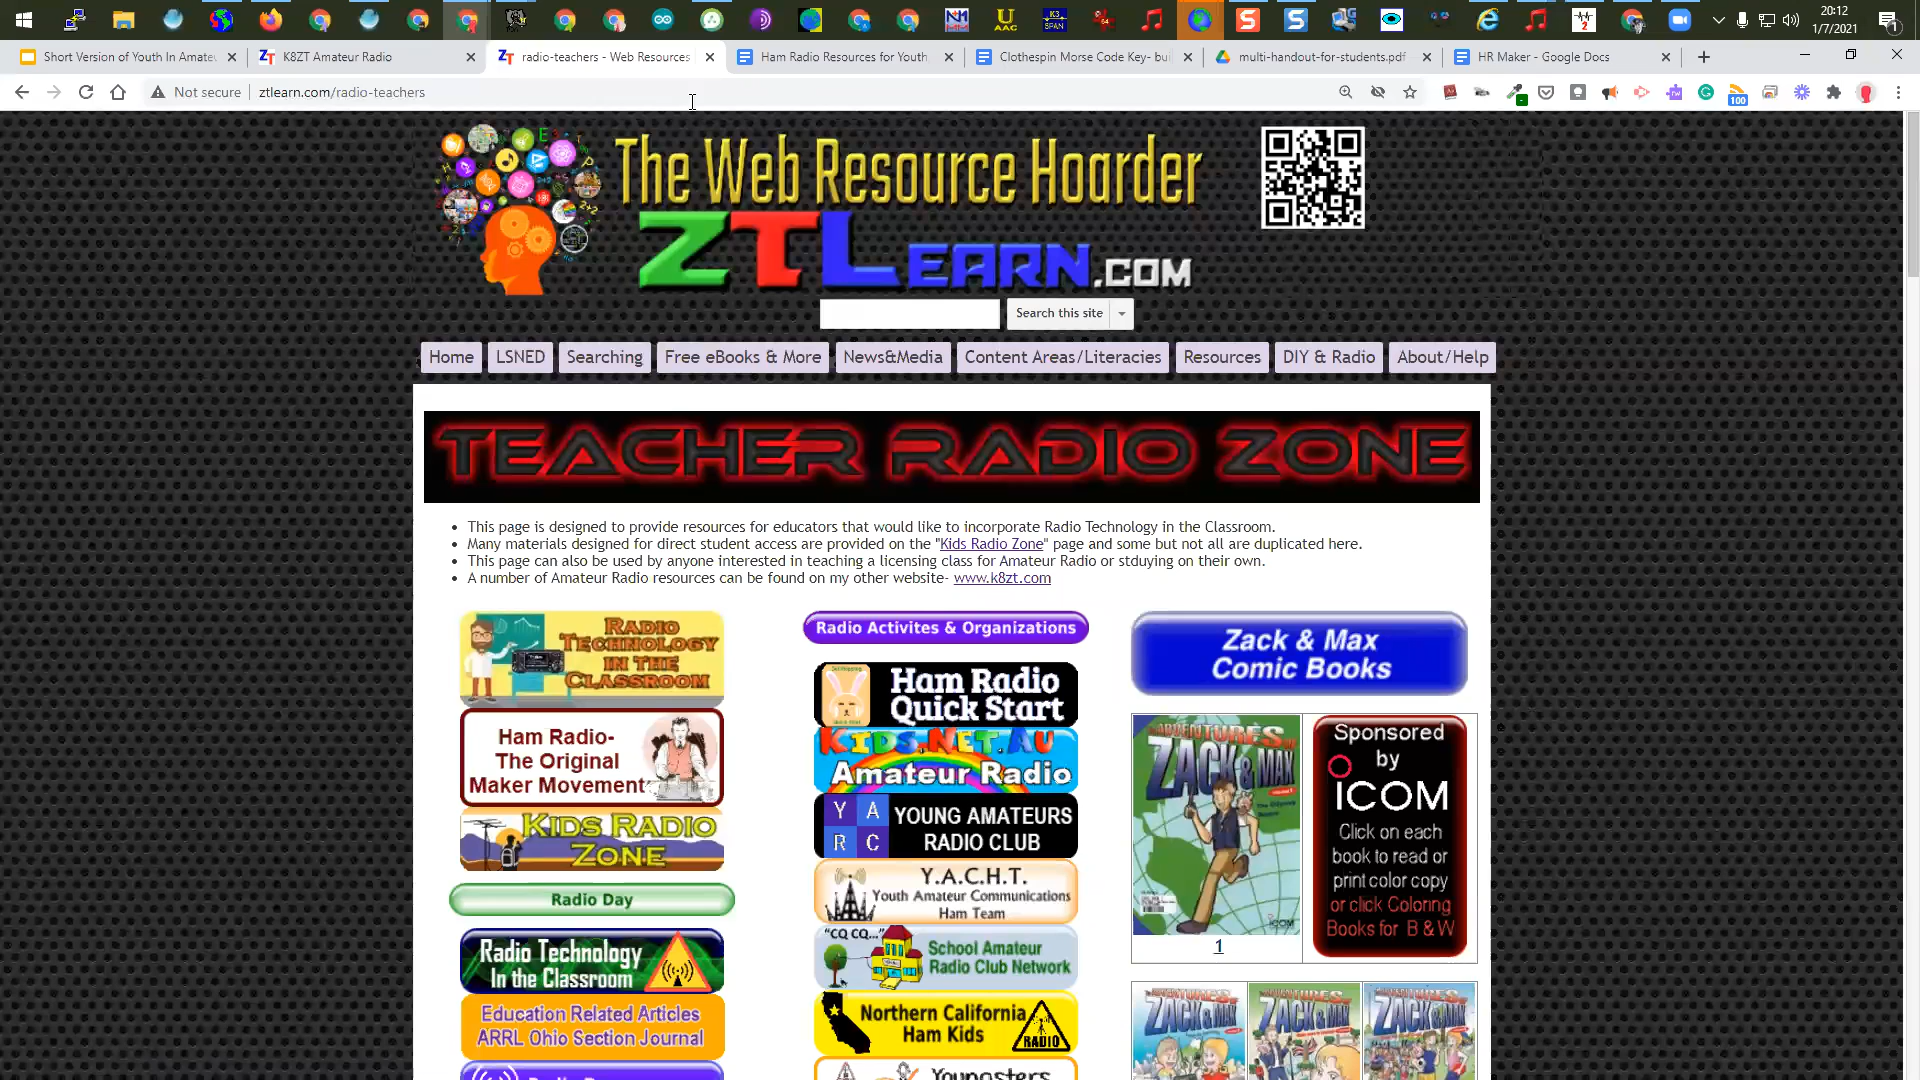 20:12
1/7/2021
Short Version of Youth In Amate
K8ZT Amateur Radio
radio-teachers - Web Resources
Ham Radio Resources for Youth
Clothespin Morse Code Key- bui
multi-handout-for-students.pdf
HR Maker - Google Docs
Not secure
ztlearn.com/radio-teachers
100
The Web Resource Hoarder
ZTLearn.com
Search this site
Home
LSNED
Searching
Free eBooks & More
News&Media
Content Areas/Literacies
Resources
DIY & Radio
About/Help
TEACHER RADIO ZONE
This page is designed to provide resources for educators that would like to incorporate Radio Technology in the Classroom.
Many materials designed for direct student access are provided on the "Kids Radio Zone" page and some but not all are duplicated here.
This page can also be used by anyone interested in teaching a licensing class for Amateur Radio or stduying on their own.
A number of Amateur Radio resources can be found on my other website- www.k8zt.com
Radio
Technology
in the
Classroom
Ham Radio-
The Original
Maker Movement
Kids Radio
Zone
Radio Day
Radio Technology
In the Classroom
Education Related Articles
ARRL Ohio Section Journal
Radio Activites & Organizations
Ham Radio
Quick Start
KIDS.NET.AU
Amateur Radio
Y A
R C
YOUNG AMATEURS
RADIO CLUB
Y.A.C.H.T.
Youth Amateur Communications
Ham Team
"CQ CQ..."
School Amateur
Radio Club Network
Northern California
Ham Kids
RADIO
Youngsters
Zack & Max
Comic Books
ADVENTURES OF
ZACK & MAX
ICOM
1
Sponsored
by
ICOM
Click on each
book to read or
print color copy
or click Coloring
Books for B & W
ZACK & MAX
ZACK & MAX
ZACK & MAX